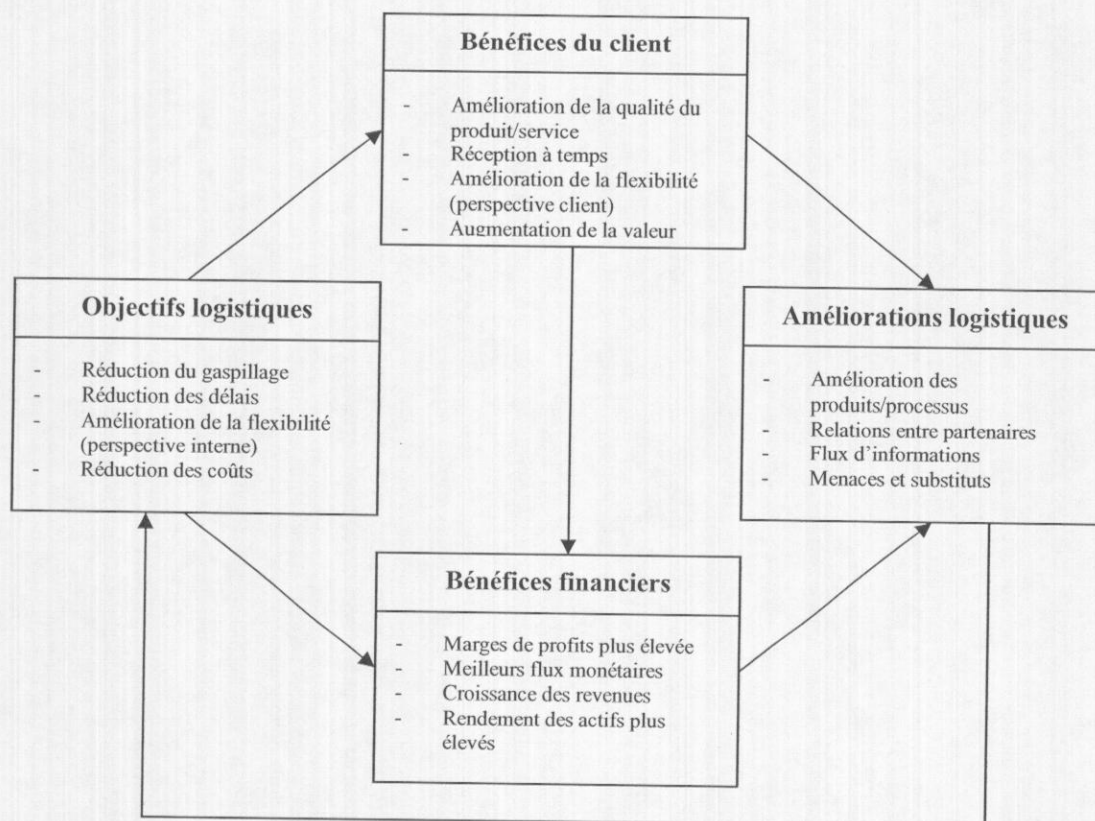 Bénéfices du client
- Amélioration de la qualité du
produit/service
- Réception à temps
- Amélioration de la flexibilité
(perspective client)
- Augmentation de la valeur
Objectifs logistiques
- Réduction du gaspillage
- Réduction des délais
- Amélioration de la flexibilité
(perspective interne)
- Réduction des coûts
Améliorations logistiques
- Amélioration des
produits/processus
- Relations entre partenaires
- Flux d'informations
- Menaces et substituts
Bénéfices financiers
- Marges de profits plus élevée
- Meilleurs flux monétaires
- Croissance des revenues
- Rendement des actifs plus
élevés